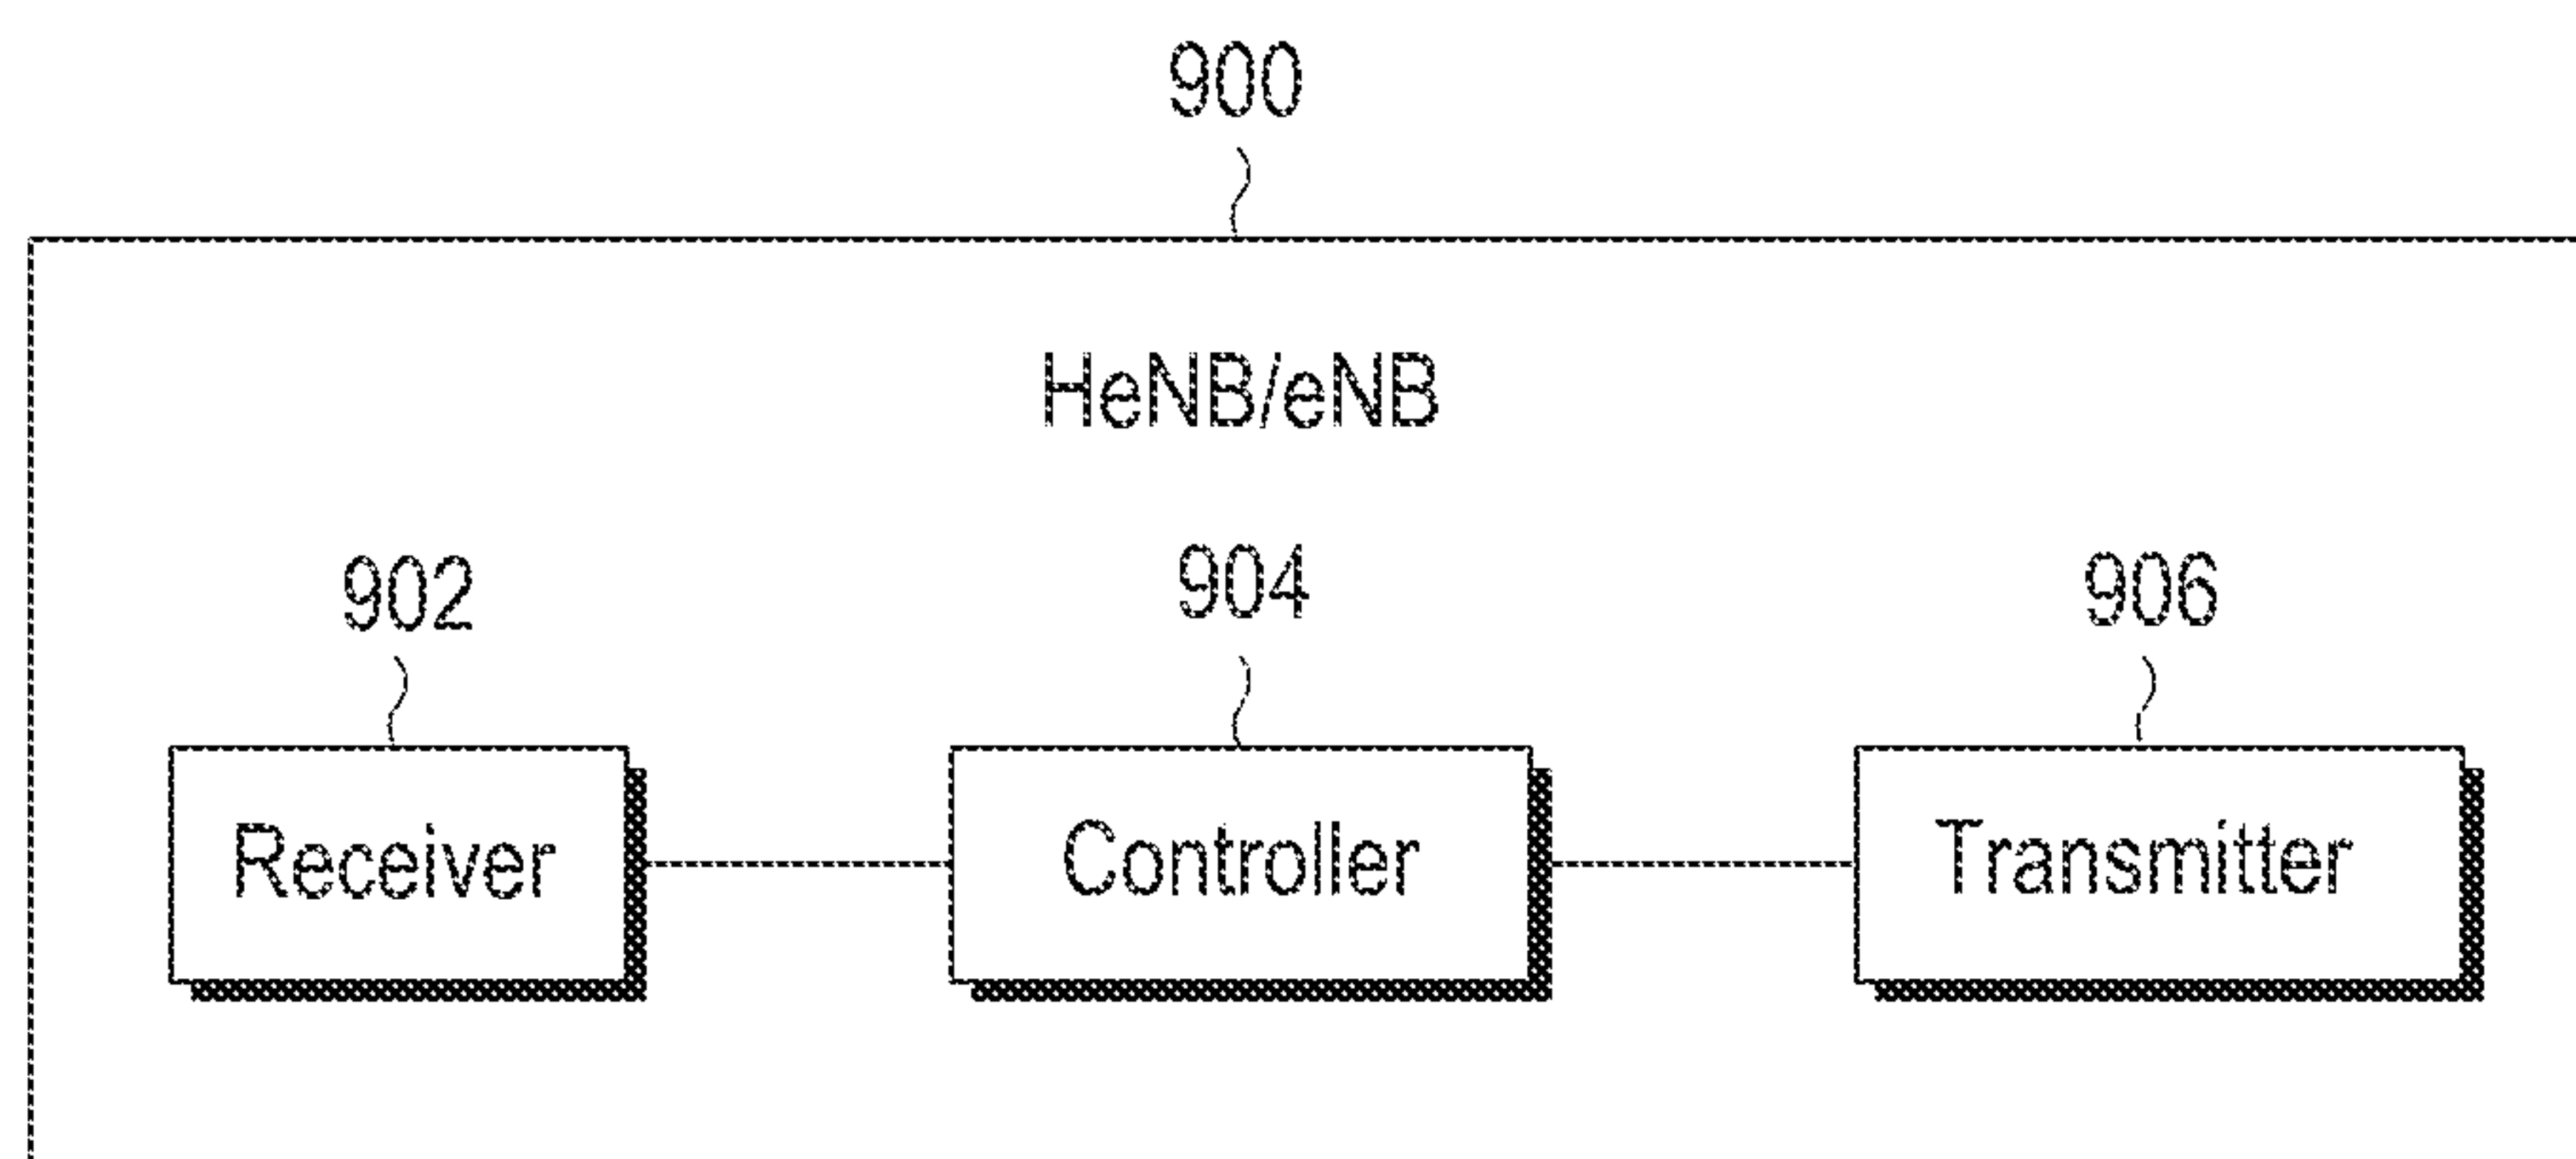 900
HeNB/eNB
902
904
906
Receiver
Controller
Transmitter